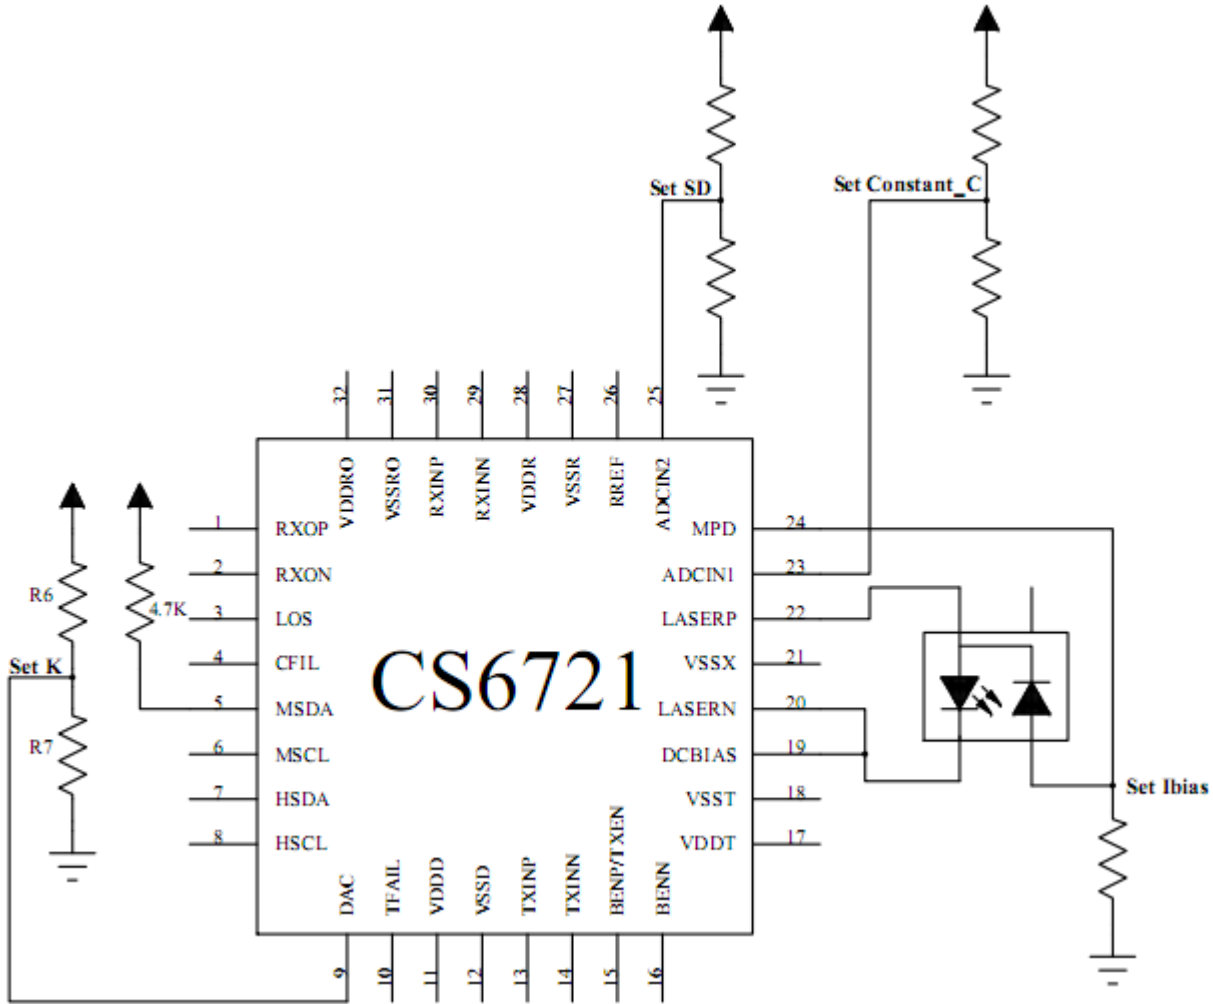 Set SD
Set Constant_C
32
31
30
29
28
27
26
25
VDDRO
VSSRO
RXINP
RXINN
VDDR
VSSR
RREF
ADCIN2
1 RXOP
2 RXON
3 LOS
4 CFIL
5 MSDA
6 MSCL
7 HSDA
8 HSCL
R6
4.7K
Set K
R7
CS6721
MPD 24
ADCIN1 23
LASERP 22
VSSX 21
LASERN 20
DCBIAS 19
VSST 18
VDDT 17
Set Ibias
DAC
TFAIL
VDDD
VSSD
TXINP
TXINN
BENP/TXEN
BENN
9
10
11
12
13
14
15
16